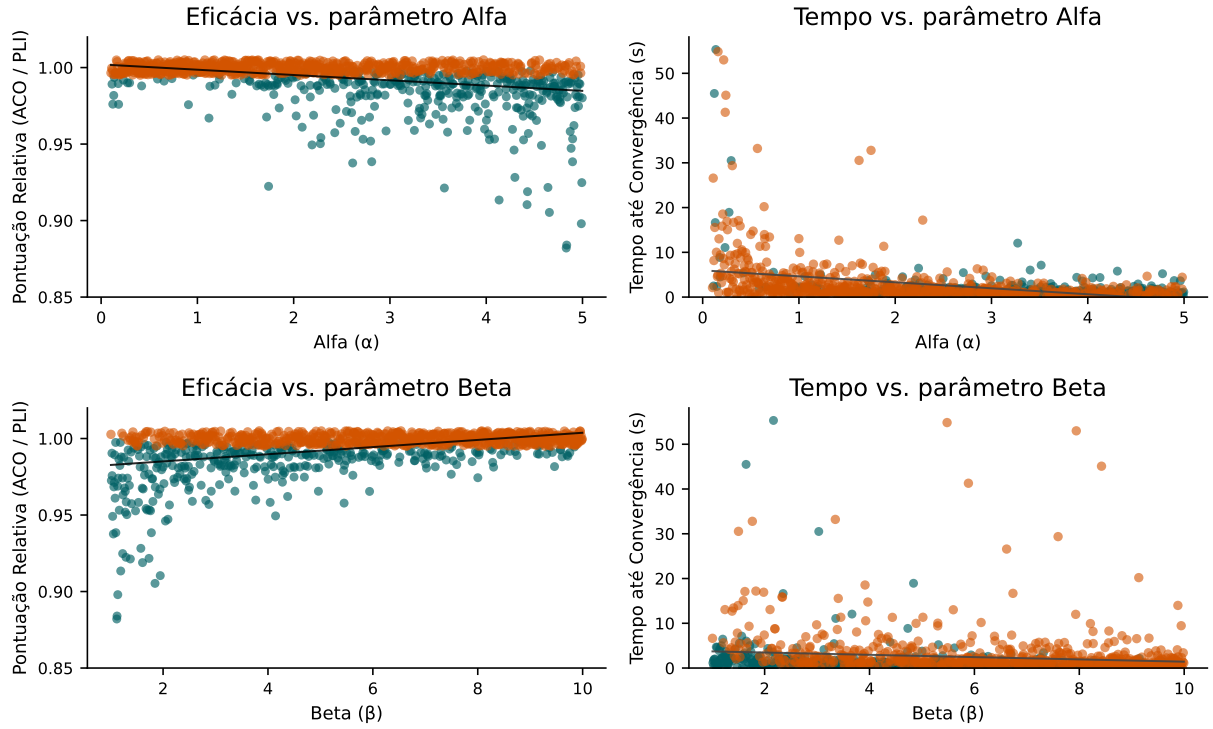 Eficácia vs. parâmetro Alfa
Pontuação Relativa (ACO / PLI)
1.00
0.95
0.90
0.85
0 1 2 3 4 5
Alfa (α)
Tempo vs. parâmetro Alfa
Tempo até Convergência (s)
50
40
30
20
10
0
0 1 2 3 4 5
Alfa (α)
Eficácia vs. parâmetro Beta
Pontuação Relativa (ACO / PLI)
1.00
0.95
0.90
0.85
2 4 6 8 10
Beta (β)
Tempo vs. parâmetro Beta
Tempo até Convergência (s)
50
40
30
20
10
0
2 4 6 8 10
Beta (β)